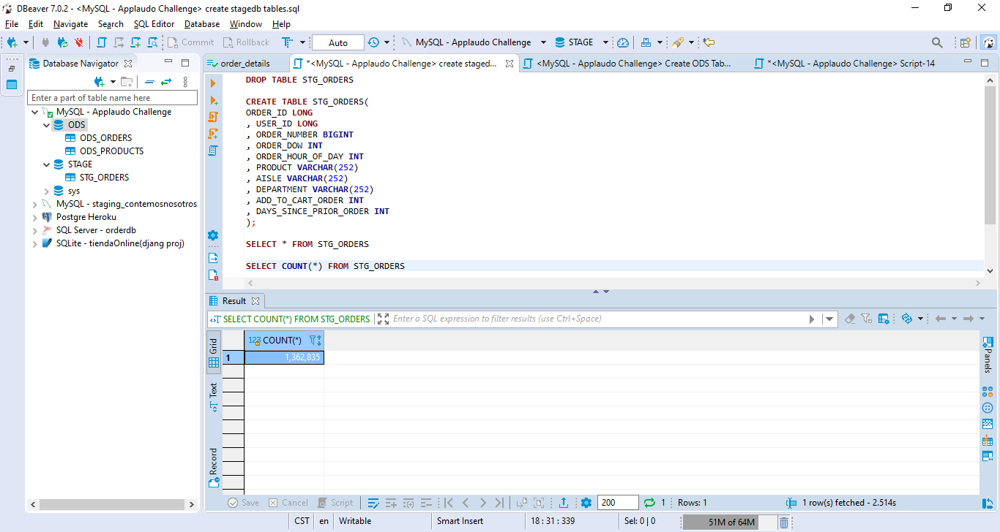 DBeaver 7.0.2 - <MySQL - Applaudo Challenge> create stagedb tables.sql
File Edit Navigate Search SQL Editor Database Window Help
Commit Rollback T Auto MySQL - Applaudo Challenge STAGE
Database Navigator
Enter a part of table name here
MySQL - Applaudo Challenge
ODS
ODS_ORDERS
ODS_PRODUCTS
STAGE
STG_ORDERS
sys
MySQL - staging_contemosnosotros
Postgre Heroku
SQL Server - orderdb
SQLite - tiendaOnline(djang proj)
order_details *<MySQL - Applaudo Challenge> create staged... <MySQL - Applaudo Challenge> Create ODS Tab... *<MySQL - Applaudo Challenge> Script-14
DROP TABLE STG_ORDERS
CREATE TABLE STG_ORDERS(
ORDER_ID LONG
, USER_ID LONG
, ORDER_NUMBER BIGINT
, ORDER_DOW INT
, ORDER_HOUR_OF_DAY INT
, PRODUCT VARCHAR(252)
, AISLE VARCHAR(252)
, DEPARTMENT VARCHAR(252)
, ADD_TO_CART_ORDER INT
, DAYS_SINCE_PRIOR_ORDER INT
);
SELECT * FROM STG_ORDERS
SELECT COUNT(*) FROM STG_ORDERS
Result
SELECT COUNT(*) FROM STG_ORDERS Enter a SQL expression to filter results (use Ctrl+Space)
Grid
Text
Record
123 COUNT(*)
1 1,362,835
Panels
Save Cancel Script 200 1 Rows: 1 1 row(s) fetched - 2.514s
CST en Writable Smart Insert 18 : 31 : 339 Sel: 0 | 0 51M of 64M